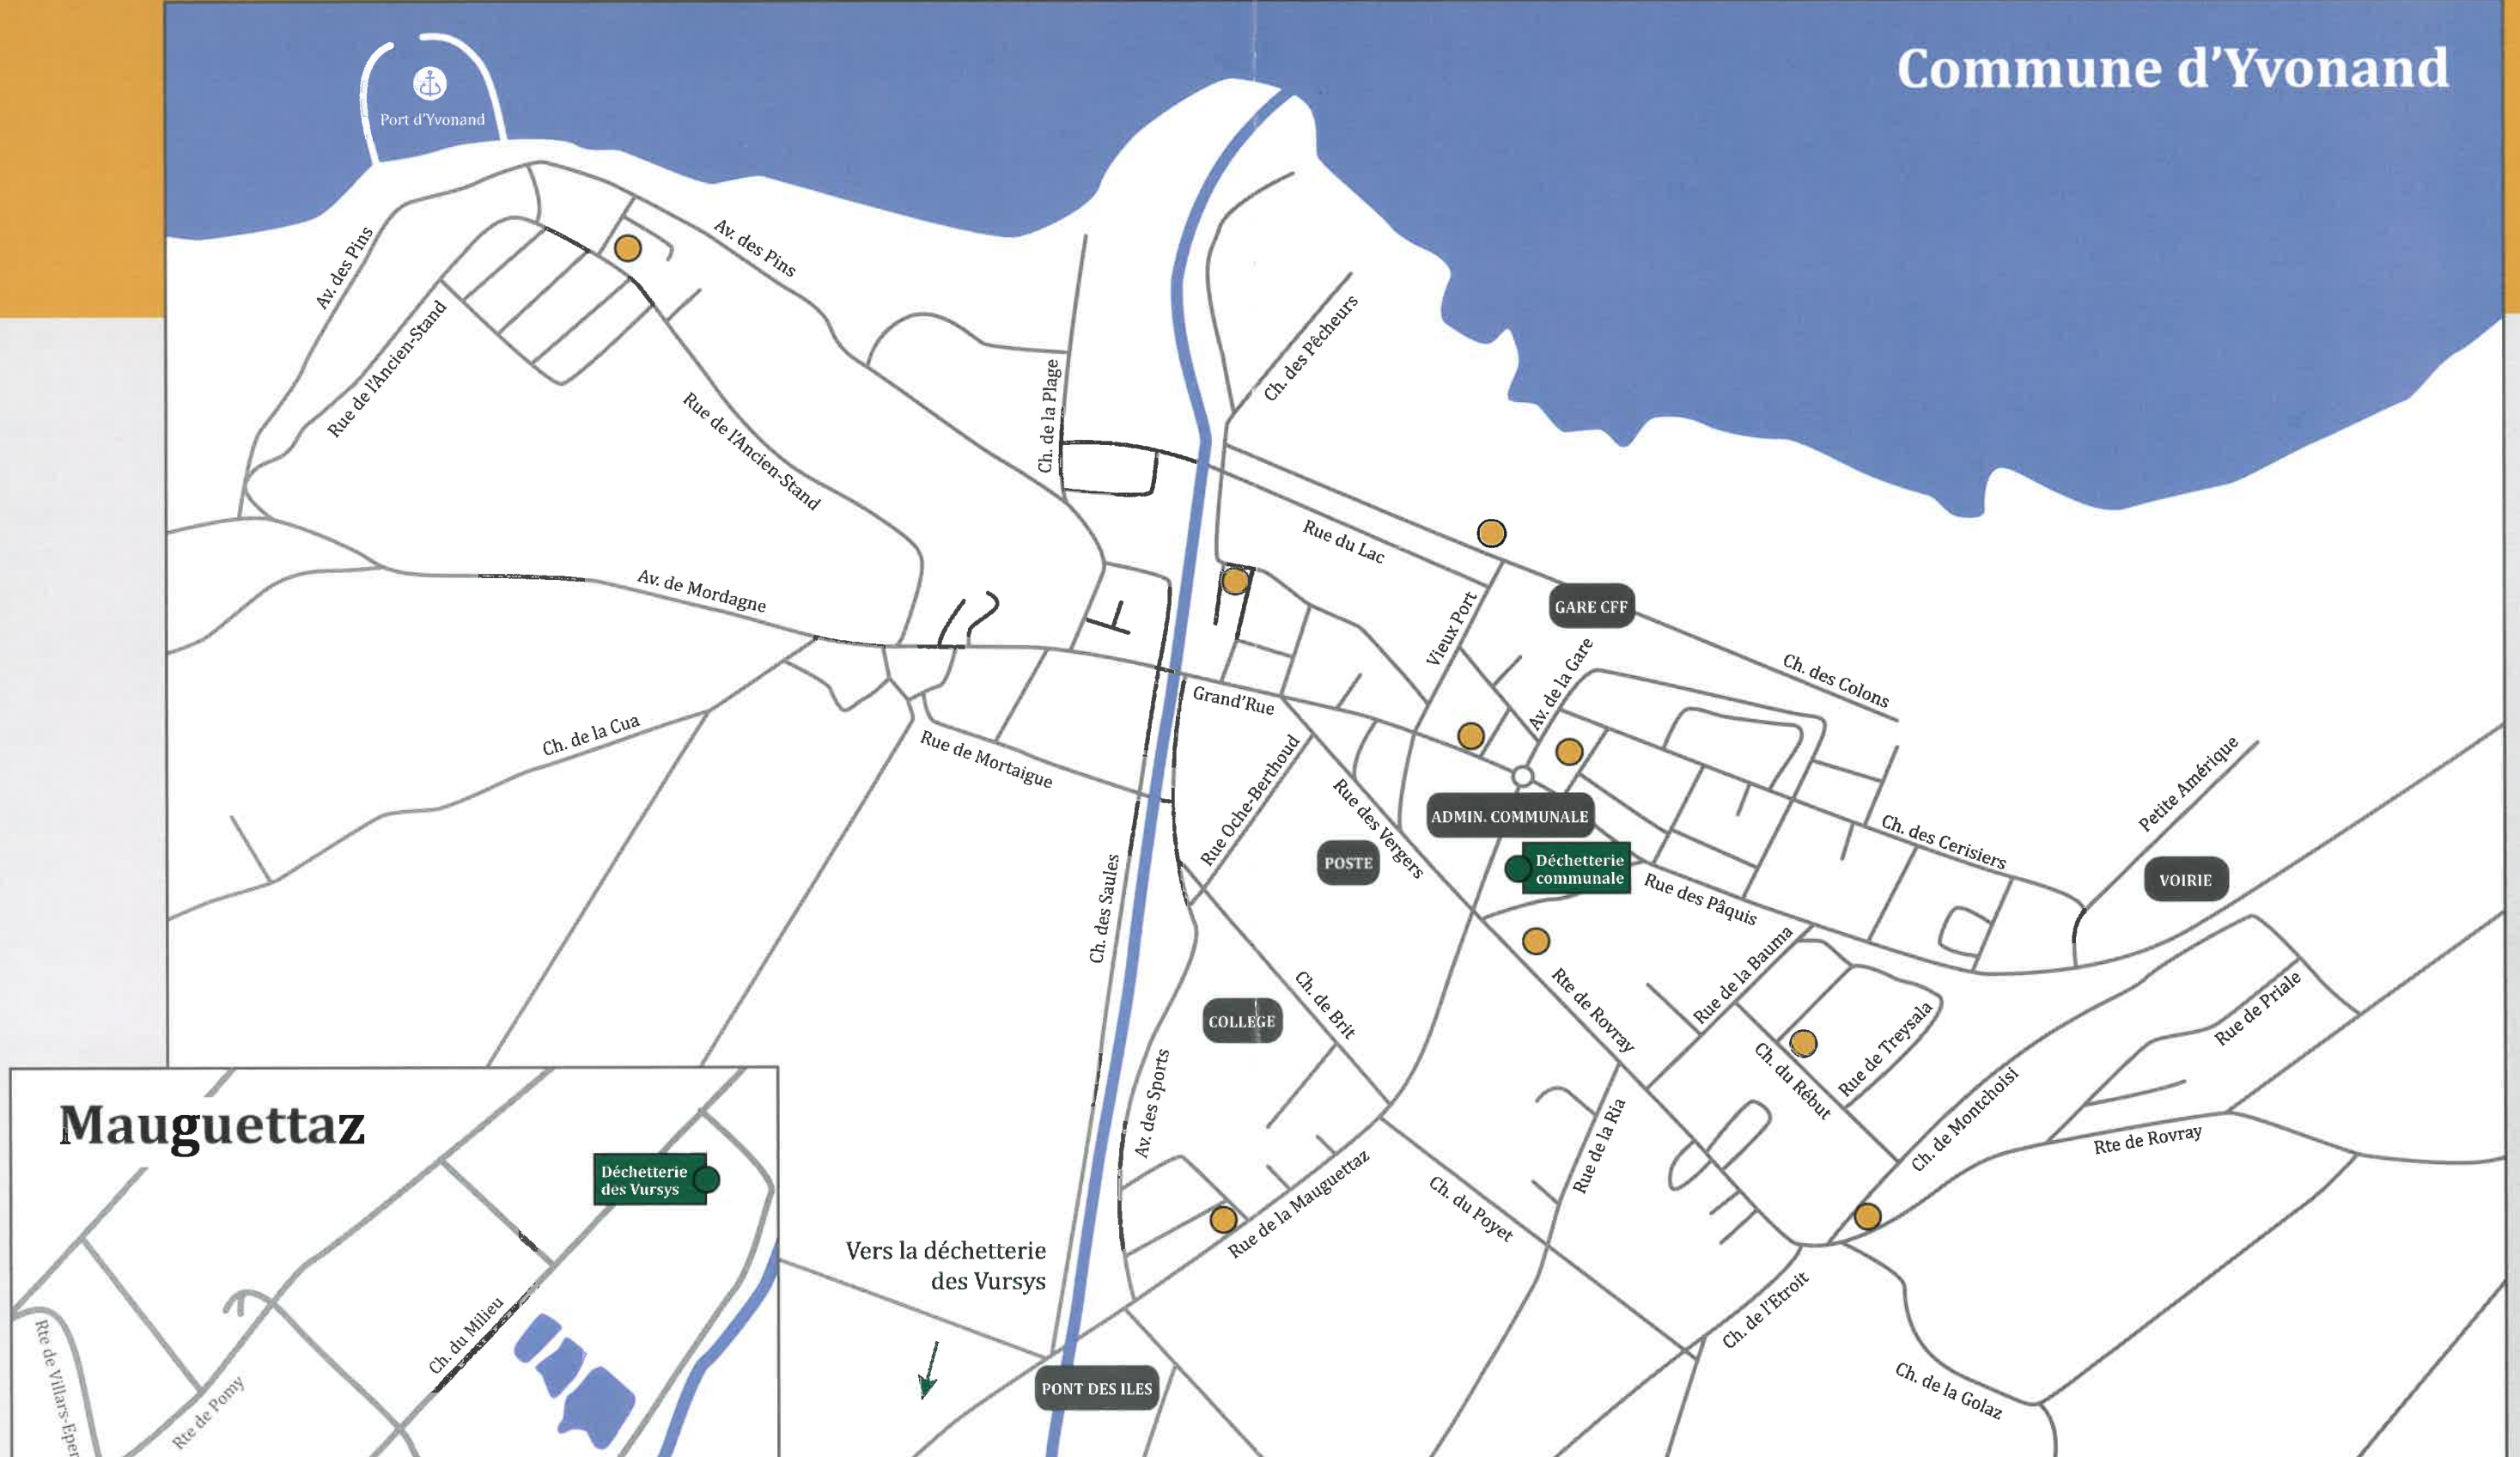 Commune d'Yvonand
Port d'Yvonand
Av. des Pins
Av. des Pins
Rue de l'Ancien-Stand
Rue de l'Ancien-Stand
Ch. de la Plage
Ch. des Pêcheurs
Rue du Lac
Av. de Mordagne
Vieux Port
GARE CFF
Av. de la Gare
Ch. des Colons
Grand'Rue
Ch. de la Cua
Rue de Mortaigue
Rue Oche-Berthoud
Rue des Vergers
ADMIN. COMMUNALE
POSTE
Déchetterie
communale
Ch. des Cerisiers
Petite Amérique
VOIRIE
Rue des Pâquis
Ch. des Saules
Rue de la Bauma
Ch. de Brit
Rte de Rovray
COLLEGE
Rue de Priale
Rue de Treysala
Ch. du Rébut
Av. des Sports
Rue de la Ria
Ch. de Montchoisi
Rte de Rovray
Rue de la Mauguettaz
Ch. du Poyet
Vers la déchetterie
des Vursys
Ch. de l'Etroit
PONT DES ILES
Ch. de la Golaz
Mauguettaz
Déchetterie
des Vursys
Ch. du Milieu
Rte de Villars-Eper
Rte de Pomy